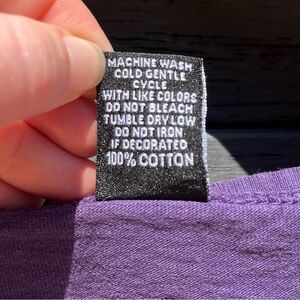 MACHINE WASH
COLD GENTLE
CYCLE
WITH LIKE COLORS
DO NOT BLEACH
TUMBLE DRY LOW
DO NOT IRON
IF DECORATED
100% COTTON